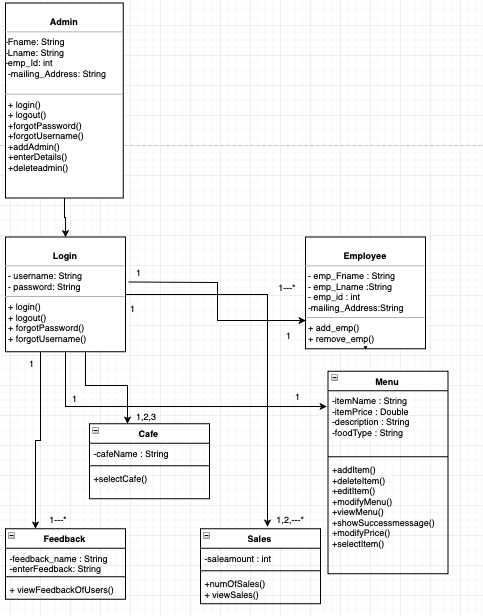 Admin
-Fname: String
-Lname: String
-emp_Id: int
-mailing_Address: String
+ login()
+ logout()
+forgotPassword()
+forgotUsername()
+addAdmin()
+enterDetails()
+deleteadmin()
Login
- username: String
- password: String
+ login()
+ logout()
+ forgotPassword()
+ forgotUsername()
1
1
1---*
1
Employee
- emp_Fname : String
- emp_Lname :String
- emp_id : int
-mailing_Address:String
+ add_emp()
+ remove_emp()
1
1
1
1,2,3
Menu
-itemName : String
-itemPrice : Double
-description : String
-foodType : String
+addItem()
+deleteItem()
+editItem()
+modifyMenu()
+viewMenu()
+showSuccessmessage()
+modifyPrice()
+selectItem()
Cafe
-cafeName : String
+selectCafe()
1---*
1,2,---*
Feedback
-feedback_name : String
-enterFeedback: String
+ viewFeedbackOfUsers()
Sales
-saleamount : int
+numOfSales()
+ viewSales()